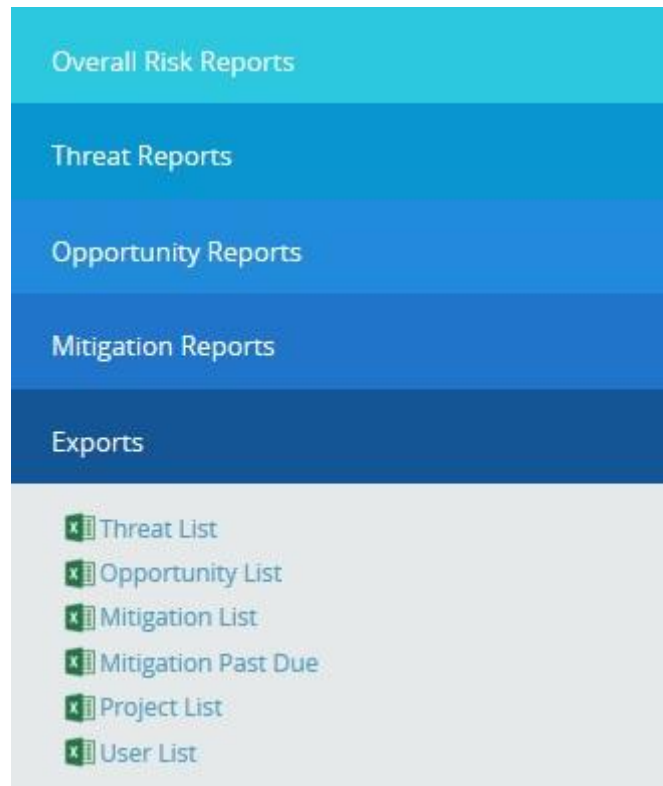 Overall Risk Reports
Threat Reports
Opportunity Reports
Mitigation Reports
Exports
Threat List
Opportunity List
Mitigation List
Mitigation Past Due
Project List
User List